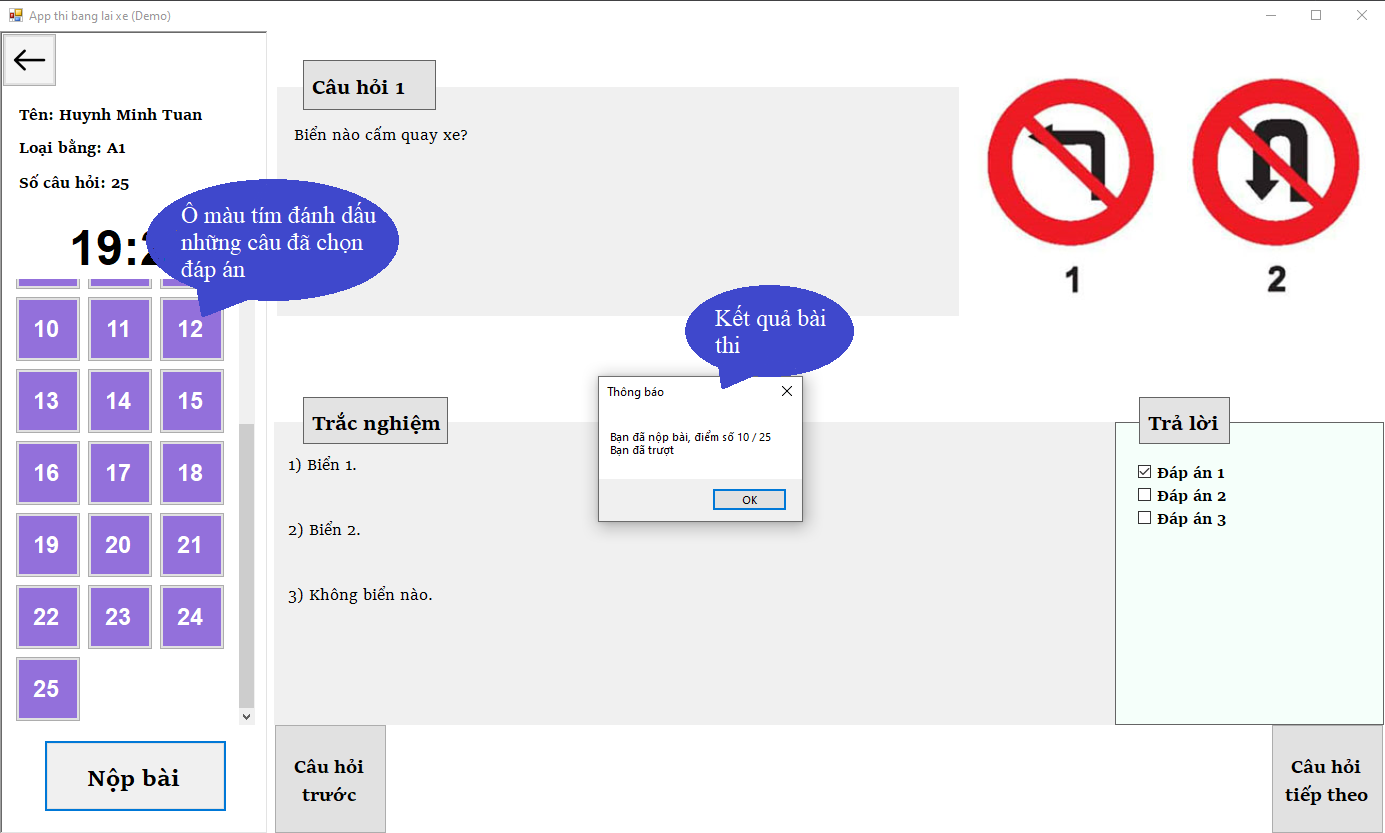 App thi bang lai xe (Demo)
Tên: Huynh Minh Tuan
Loại bằng: A1
Số câu hỏi: 25
Ô màu tím đánh dấu
những câu đã chọn
đáp án
10 11 12
13 14 15
16 17 18
19 20 21
22 23 24
25
Nộp bài
Câu hỏi 1
Biển nào cấm quay xe?
1 2
Kết quả bài
thi
Thông báo
Bạn đã nộp bài, điểm số 10 / 25
Bạn đã trượt
OK
Trắc nghiệm
1) Biển 1.
2) Biển 2.
3) Không biển nào.
Trả lời
Đáp án 1
Đáp án 2
Đáp án 3
Câu hỏi
trước
Câu hỏi
tiếp theo